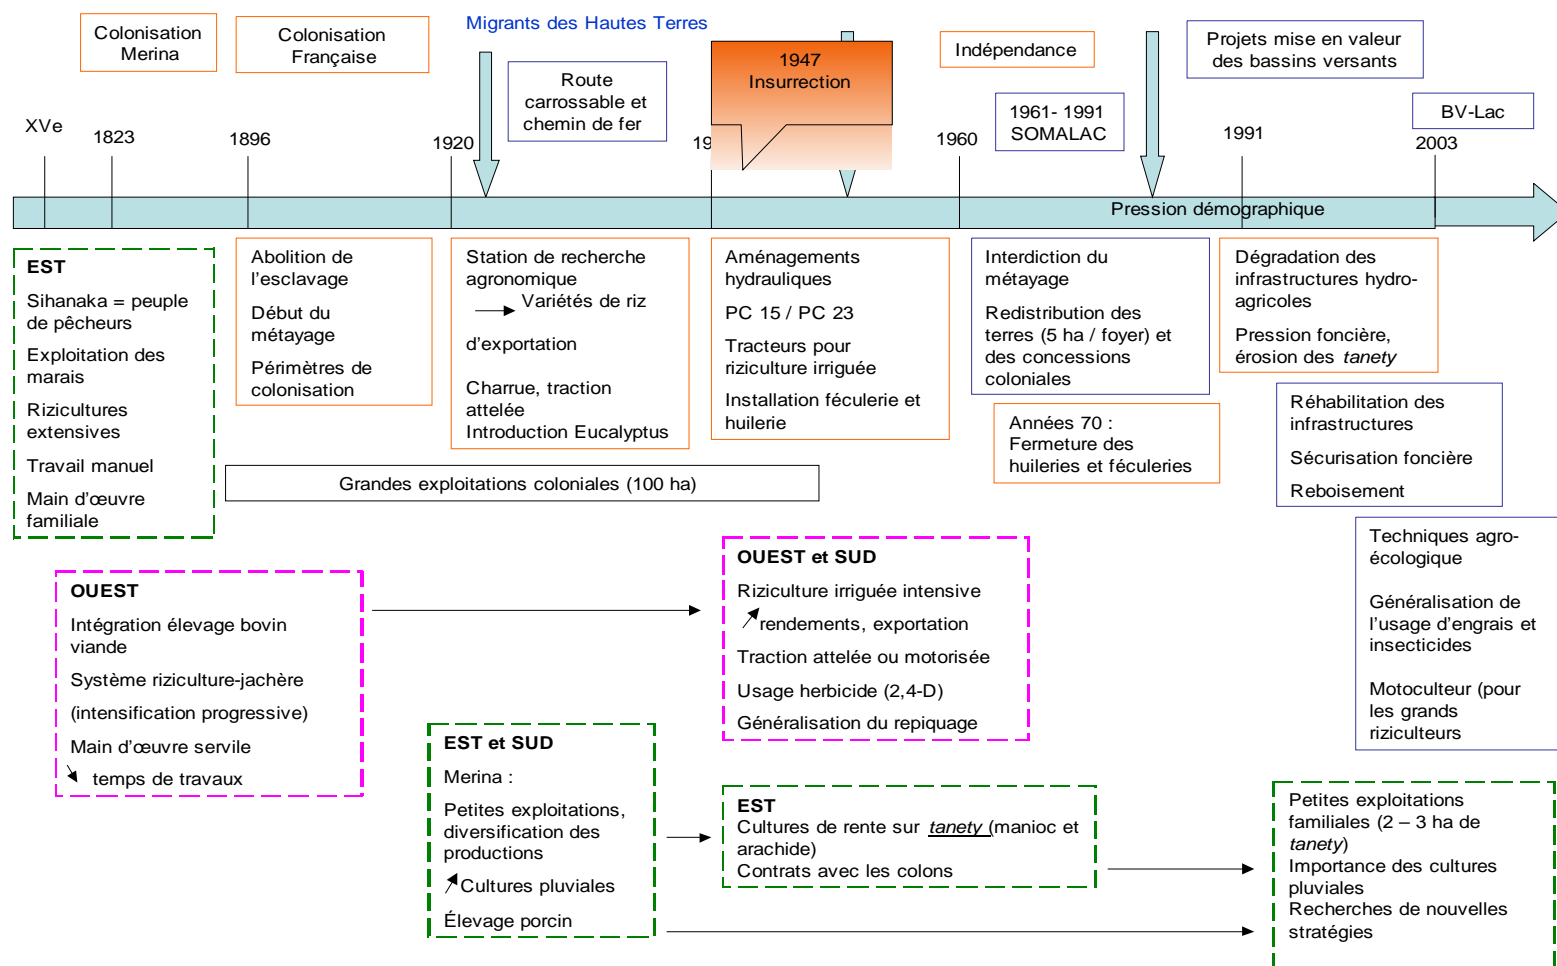 Migrants des Hautes Terres
Colonisation
Merina
Colonisation
Française
Route
carrossable et
chemin de fer
1947
Insurrection
Indépendance
1961- 1991
SOMALAC
Projets mise en valeur
des bassins versants
BV-Lac
XVe
1823
1896
1920
19
1960
1991
2003
Pression démographique
EST
Sihanaka = peuple
de pêcheurs
Exploitation des
marais
Rizicultures
extensives
Travail manuel
Main d’œuvre
familiale
Abolition de
l’esclavage
Début du
métayage
Périmètres de
colonisation
Station de recherche
agronomique
Variétés de riz
d’exportation
Charrue, traction
attelée
Introduction Eucalyptus
Aménagements
hydrauliques
PC 15 / PC 23
Tracteurs pour
riziculture irriguée
Installation féculerie et
huilerie
Interdiction du
métayage
Redistribution des
terres (5 ha / foyer) et
des concessions
coloniales
Années 70 :
Fermeture des
huileries et féculeries
Dégradation des
infrastructures hydro-
agricoles
Pression foncière,
érosion des tanety
Réhabilitation des
infrastructures
Sécurisation foncière
Reboisement
Techniques agro-
écologique
Généralisation de
l’usage d’engrais et
insecticides
Motoculteur (pour
les grands
riziculteurs
Grandes exploitations coloniales (100 ha)
OUEST
Intégration élevage bovin
viande
Système riziculture-jachère
(intensification progressive)
Main d’œuvre servile
temps de travaux
OUEST et SUD
Riziculture irriguée intensive
rendements, exportation
Traction attelée ou motorisée
Usage herbicide (2,4-D)
Généralisation du repiquage
EST et SUD
Merina :
Petites exploitations,
diversification des
productions
Cultures pluviales
Élevage porcin
EST
Cultures de rente sur tanety (manioc et
arachide)
Contrats avec les colons
Petites exploitations
familiales (2 – 3 ha de
tanety)
Importance des cultures
pluviales
Recherches de nouvelles
stratégies